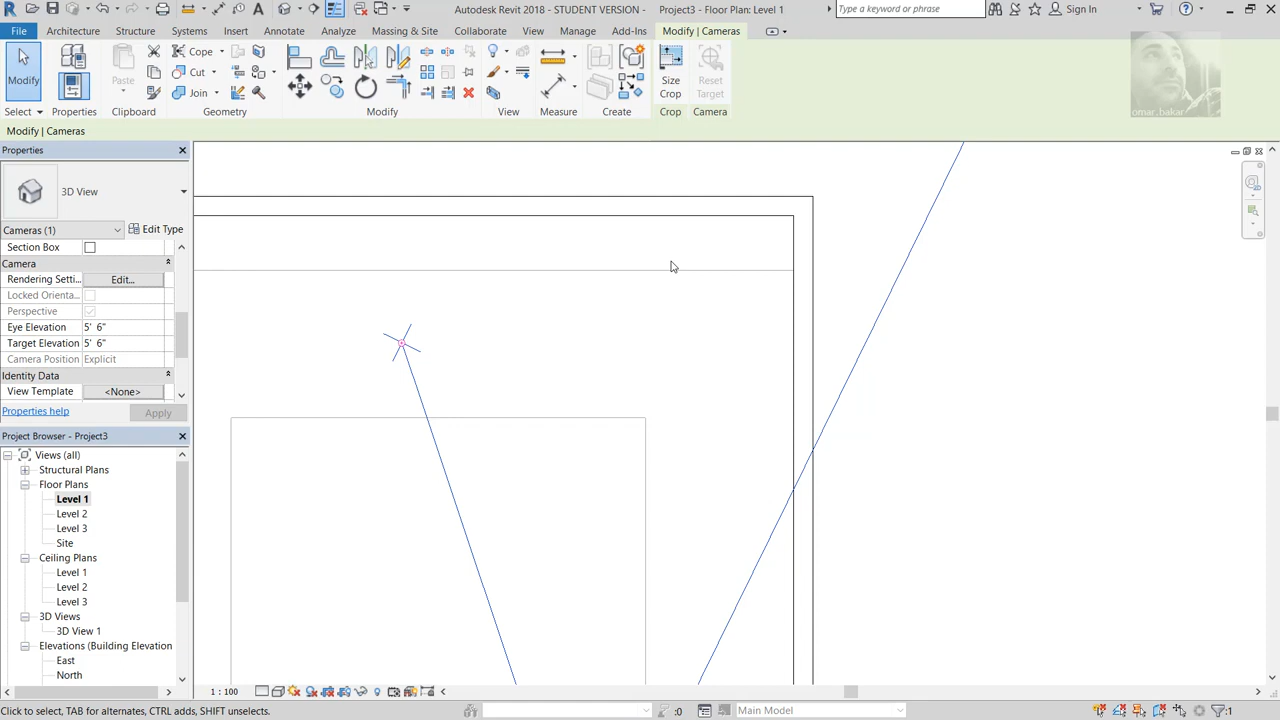 Autodesk Revit 2018 - STUDENT VERSION - Project3 - Floor Plan: Level 1
Type a keyword or phrase
Sign In
File Architecture Structure Systems Insert Annotate Analyze Massing & Site Collaborate View Manage Add-Ins Modify | Cameras
Modify Paste Cope Cut Join Size Crop Reset Target
Select Properties Clipboard Geometry Modify View Measure Create Crop Camera
omar_bakar
Modify | Cameras
Properties
3D View
Cameras (1) Edit Type
Section Box
Camera
Rendering Setti... Edit...
Locked Orienta...
Perspective
Eye Elevation 5' 6"
Target Elevation 5' 6"
Camera Position Explicit
Identity Data
View Template <None>
Properties help Apply
Project Browser - Project3
Views (all)
Structural Plans
Floor Plans
Level 1
Level 2
Level 3
Site
Ceiling Plans
Level 1
Level 2
Level 3
3D Views
3D View 1
Elevations (Building Elevation
East
North
1 : 100
Click to select, TAB for alternates, CTRL adds, SHIFT unselects.
:0
Main Model
:1